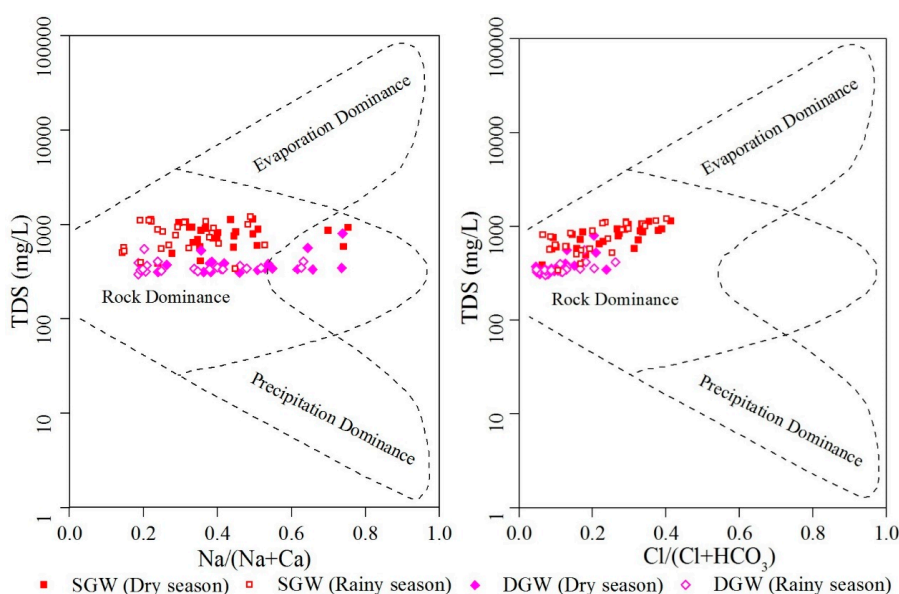 100000
10000
1000
100
10
1
TDS (mg/L)
Evaporation Dominance
Rock Dominance
Precipitation Dominance
0.0 0.2 0.4 0.6 0.8 1.0
Na/(Na+Ca)
100000
10000
1000
100
10
1
TDS (mg/L)
Evaporation Dominance
Rock Dominance
Precipitation Dominance
0.0 0.2 0.4 0.6 0.8 1.0
Cl/(Cl+HCO₃)
SGW (Dry season) SGW (Rainy season) DGW (Dry season) DGW (Rainy season)